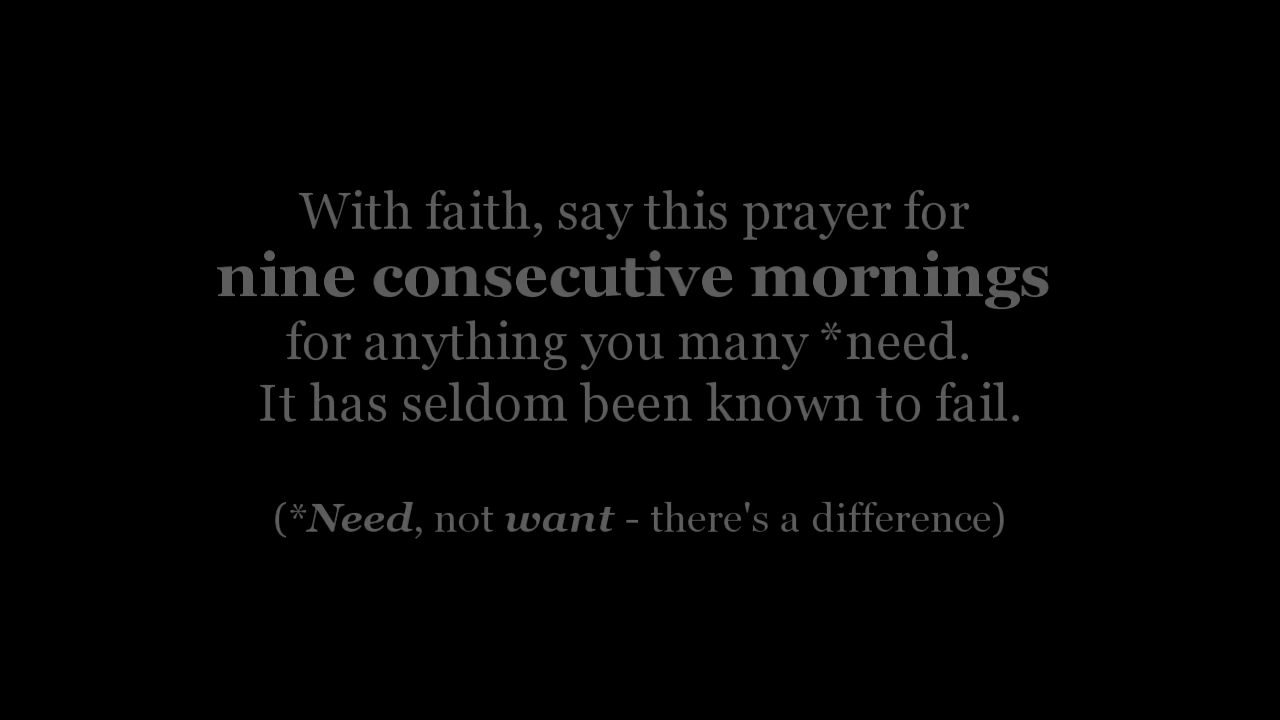 With faith, say this prayer for
nine consecutive mornings
for anything you many *need.
It has seldom been known to fail.
(*Need, not want - there's a difference)